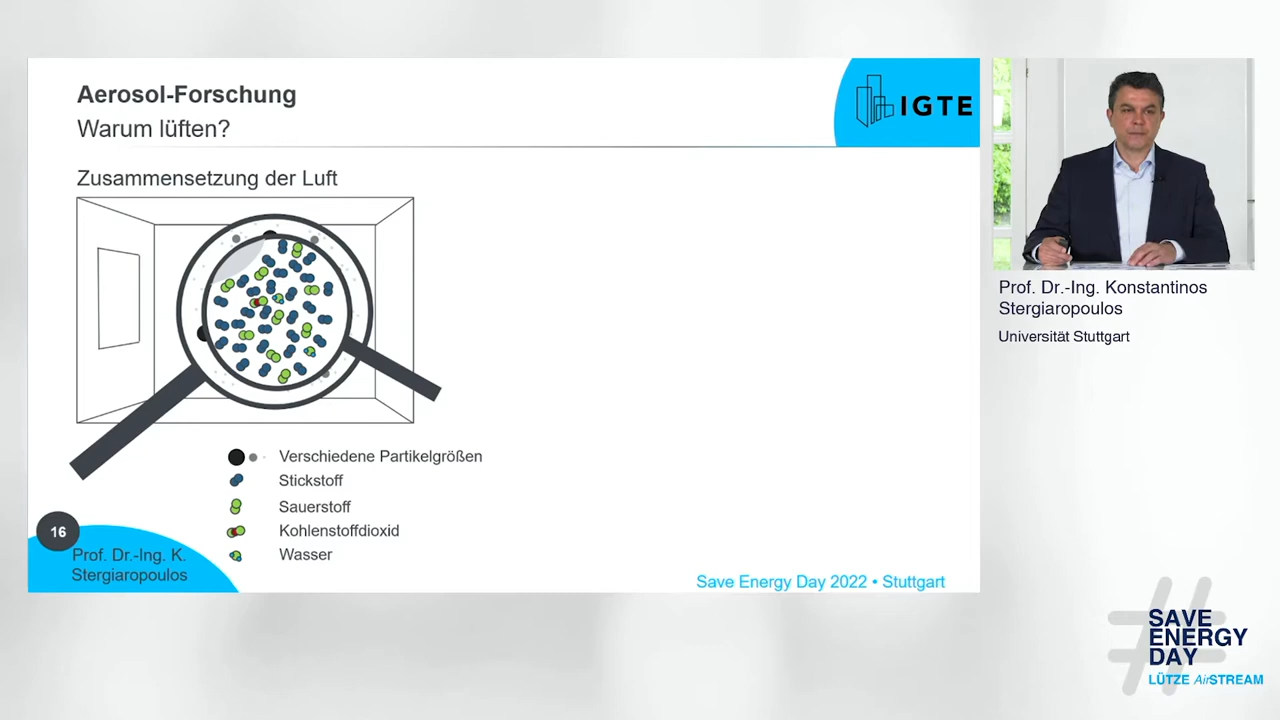 Aerosol-Forschung
Warum lüften?
IGTE
Zusammensetzung der Luft
Verschiedene Partikelgrößen
Stickstoff
Sauerstoff
Kohlenstoffdioxid
Wasser
16
Prof. Dr.-Ing. K.
Stergiaropoulos
Save Energy Day 2022 • Stuttgart
Prof. Dr.-Ing. Konstantinos
Stergiaropoulos
Universität Stuttgart
#
SAVE
ENERGY
DAY
LÜTZE AirSTREAM